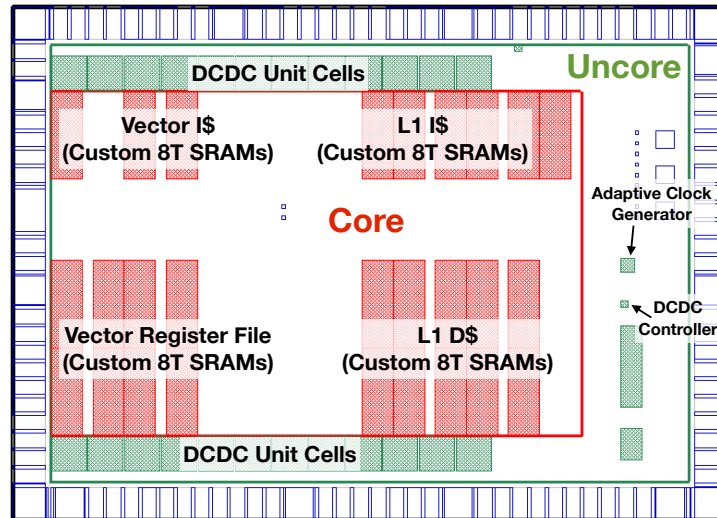 DCDC Unit Cells
Uncore
Vector I$
(Custom 8T SRAMs)
L1 I$
(Custom 8T SRAMs)
Adaptive Clock
Generator
Core
DCDC
Controller
Vector Register File
(Custom 8T SRAMs)
L1 D$
(Custom 8T SRAMs)
DCDC Unit Cells